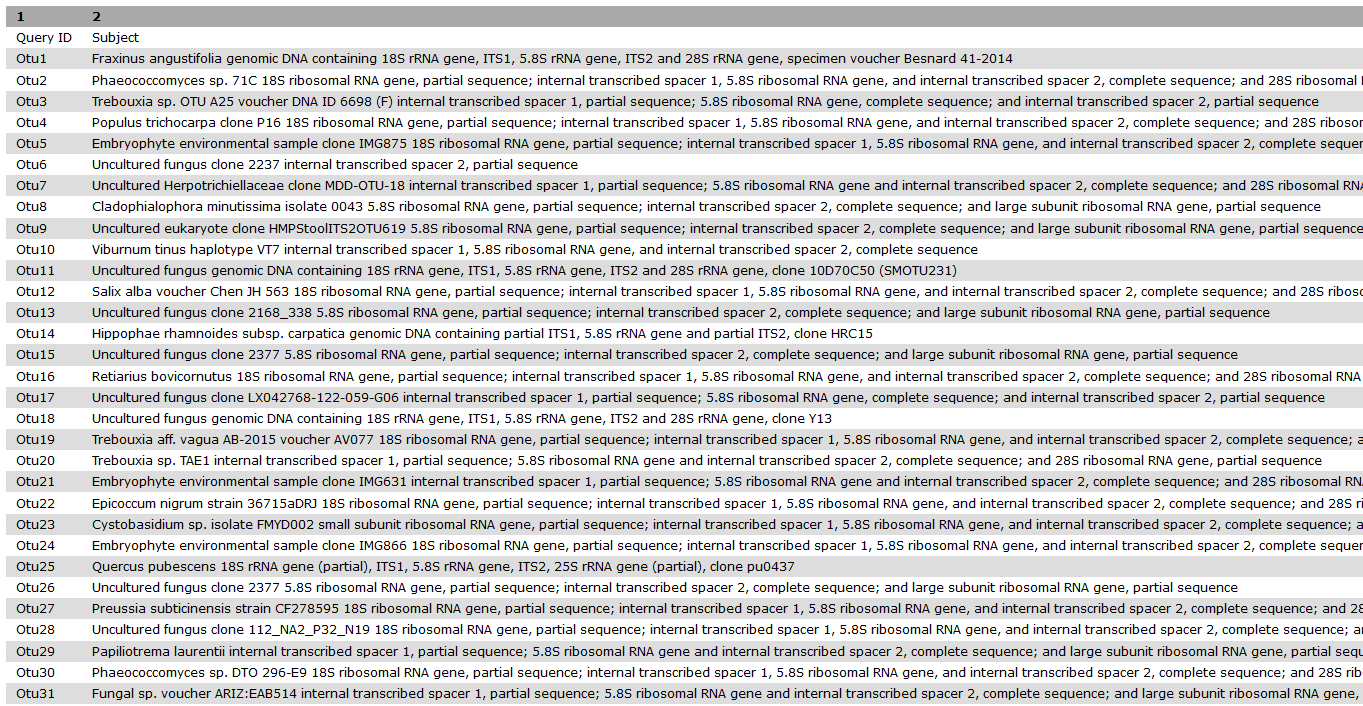 1 2
Query ID Subject
Otu1 Fraxinus angustifolia genomic DNA containing 18S rRNA gene, ITS1, 5.8S rRNA gene, ITS2 and 28S rRNA gene, specimen voucher Besnard 41-2014
Otu2 Phaeococcomyces sp. 71C 18S ribosomal RNA gene, partial sequence; internal transcribed spacer 1, 5.8S ribosomal RNA gene, and internal transcribed spacer 2, complete sequence; and 28S ribosomal
Otu3 Trebouxia sp. OTU A25 voucher DNA ID 6698 (F) internal transcribed spacer 1, partial sequence; 5.8S ribosomal RNA gene, complete sequence; and internal transcribed spacer 2, partial sequence
Otu4 Populus trichocarpa clone P16 18S ribosomal RNA gene, partial sequence; internal transcribed spacer 1, 5.8S ribosomal RNA gene, and internal transcribed spacer 2, complete sequence; and 28S
Otu5 Embryophyte environmental sample clone IMG875 18S ribosomal RNA gene, partial sequence; internal transcribed spacer 1, 5.8S ribosomal RNA gene, and internal transcribed spacer 2, complete
Otu6 Uncultured fungus clone 2237 internal transcribed spacer 2, partial sequence
Otu7 Uncultured Herpotrichiellaceae clone MDD-OTU-18 internal transcribed spacer 1, partial sequence; 5.8S ribosomal RNA gene and internal transcribed spacer 2, complete sequence; and 28S ribosomal
Otu8 Cladophialophora minutissima isolate 0043 5.8S ribosomal RNA gene, partial sequence; internal transcribed spacer 2, complete sequence; and large subunit ribosomal RNA gene, partial sequence
Otu9 Uncultured eukaryote clone HMPStoolITS2OTU619 5.8S ribosomal RNA gene, partial sequence; internal transcribed spacer 2, complete sequence; and large subunit ribosomal RNA gene, partial sequence
Otu10 Viburnum tinus haplotype VT7 internal transcribed spacer 1, 5.8S ribosomal RNA gene, and internal transcribed spacer 2, complete sequence
Otu11 Uncultured fungus genomic DNA containing 18S rRNA gene, ITS1, 5.8S rRNA gene, ITS2 and 28S rRNA gene, clone 10D70C50 (SMOTU231)
Otu12 Salix alba voucher Chen JH 563 18S ribosomal RNA gene, partial sequence; internal transcribed spacer 1, 5.8S ribosomal RNA gene, and internal transcribed spacer 2, complete sequence; and 28S
Otu13 Uncultured fungus clone 2168_338 5.8S ribosomal RNA gene, partial sequence; internal transcribed spacer 2, complete sequence; and large subunit ribosomal RNA gene, partial sequence
Otu14 Hippophae rhamnoides subsp. carpatica genomic DNA containing partial ITS1, 5.8S rRNA gene and partial ITS2, clone HRC15
Otu15 Uncultured fungus clone 2377 5.8S ribosomal RNA gene, partial sequence; internal transcribed spacer 2, complete sequence; and large subunit ribosomal RNA gene, partial sequence
Otu16 Retiarius bovicornutus 18S ribosomal RNA gene, partial sequence; internal transcribed spacer 1, 5.8S ribosomal RNA gene, and internal transcribed spacer 2, complete sequence; and 28S ribosomal RNA
Otu17 Uncultured fungus clone LX042768-122-059-G06 internal transcribed spacer 1, partial sequence; 5.8S ribosomal RNA gene, complete sequence; and internal transcribed spacer 2, partial sequence
Otu18 Uncultured fungus genomic DNA containing 18S rRNA gene, ITS1, 5.8S rRNA gene, ITS2 and 28S rRNA gene, clone Y13
Otu19 Trebouxia aff. vagua AB-2015 voucher AV077 18S ribosomal RNA gene, partial sequence; internal transcribed spacer 1, 5.8S ribosomal RNA gene, and internal transcribed spacer 2, complete sequence;
Otu20 Trebouxia sp. TAE1 internal transcribed spacer 1, partial sequence; 5.8S ribosomal RNA gene and internal transcribed spacer 2, complete sequence; and 28S ribosomal RNA gene, partial sequence
Otu21 Embryophyte environmental sample clone IMG631 internal transcribed spacer 1, partial sequence; 5.8S ribosomal RNA gene and internal transcribed spacer 2, complete sequence; and 28S ribosomal
Otu22 Epicoccum nigrum strain 36715aDRJ 18S ribosomal RNA gene, partial sequence; internal transcribed spacer 1, 5.8S ribosomal RNA gene, and internal transcribed spacer 2, complete sequence; and 28S
Otu23 Cystobasidium sp. isolate FMYD002 small subunit ribosomal RNA gene, partial sequence; internal transcribed spacer 1, 5.8S ribosomal RNA gene, and internal transcribed spacer 2, complete sequence;
Otu24 Embryophyte environmental sample clone IMG866 18S ribosomal RNA gene, partial sequence; internal transcribed spacer 1, 5.8S ribosomal RNA gene, and internal transcribed spacer 2, complete
Otu25 Quercus pubescens 18S rRNA gene (partial), ITS1, 5.8S rRNA gene, ITS2, 25S rRNA gene (partial), clone pu0437
Otu26 Uncultured fungus clone 2377 5.8S ribosomal RNA gene, partial sequence; internal transcribed spacer 2, complete sequence; and large subunit ribosomal RNA gene, partial sequence
Otu27 Preussia subticinensis strain CF278595 18S ribosomal RNA gene, partial sequence; internal transcribed spacer 1, 5.8S ribosomal RNA gene, and internal transcribed spacer 2, complete sequence; and
Otu28 Uncultured fungus clone 112_NA2_P32_N19 18S ribosomal RNA gene, partial sequence; internal transcribed spacer 1, 5.8S ribosomal RNA gene, and internal transcribed spacer 2, complete sequence;
Otu29 Papiliotrema laurentii internal transcribed spacer 1, partial sequence; 5.8S ribosomal RNA gene and internal transcribed spacer 2, complete sequence; and large subunit ribosomal RNA gene, partial
Otu30 Phaeococcomyces sp. DTO 296-E9 18S ribosomal RNA gene, partial sequence; internal transcribed spacer 1, 5.8S ribosomal RNA gene, and internal transcribed spacer 2, complete sequence; and 28S
Otu31 Fungal sp. voucher ARIZ:EAB514 internal transcribed spacer 1, partial sequence; 5.8S ribosomal RNA gene and internal transcribed spacer 2, complete sequence; and large subunit ribosomal RNA gene,